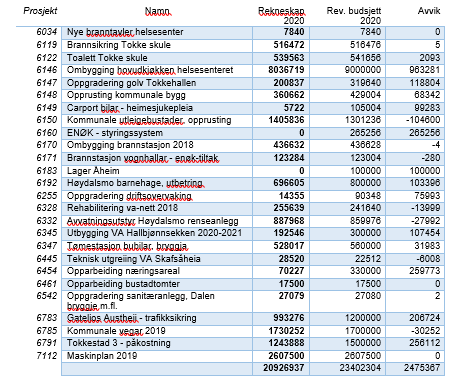 Prosjekt Namn Rekneskap 2020 Rev. budsjett 2020 Avvik
6034 Nye branntavler helsesenter 7840 7840 0
6119 Brannsikring Tokke skule 516472 516476 5
6122 Toalett Tokke skule 539563 541656 2093
6146 Ombygging hovudkjøkken helsesenteret 8036719 9000000 963281
6147 Oppgradering golv Tokkehallen 200837 319640 118804
6148 Opprusting kommunale bygg 360662 429004 68342
6149 Carport bilar - heimesjukepleia 5722 105004 99283
6150 Kommunale utleigebustader, opprusting 1405836 1301236 -104600
6160 ENØK - styringssystem 0 265256 265256
6170 Ombygging brannstasjon 2018 436632 436628 -4
6171 Brannstasjon vognhallar - enøk-tiltak 123284 123004 -280
6183 Lager Åheim 0 100000 100000
6192 Høydalsmo barnehage, utbetring 696605 800000 103396
6255 Oppgradering driftsovervaking 14355 90348 75993
6328 Rehabilitering va-nett 2018 255639 241640 -13999
6332 Avvatningsutstyr Høydalsmo renseanlegg 887968 859976 -27992
6345 Utbygging VA Hallbjønnsekken 2020-2021 192546 300000 107454
6347 Tømestasjon bubilar, bryggja 528017 560000 31983
6445 Teknisk utgreiing VA Skafsåheia 28520 22512 -6008
6454 Opparbeiding næringsareal 70227 330000 259773
6461 Opparbeiding bustadtomter 17500 17500 0
6542 Oppgradering sanitæranlegg, Dalen 27079 27080 2
bryggje m.fl.
6783 Gatelios Austheii - trafikksikring 993276 1200000 206724
6785 Kommunale vegar 2019 1730252 1700000 -30252
6791 Tokkestad 3 - påkostning 1243888 1500000 256112
7112 Maskinplan 2019 2607500 2607500 0
20926937 23402304 2475367